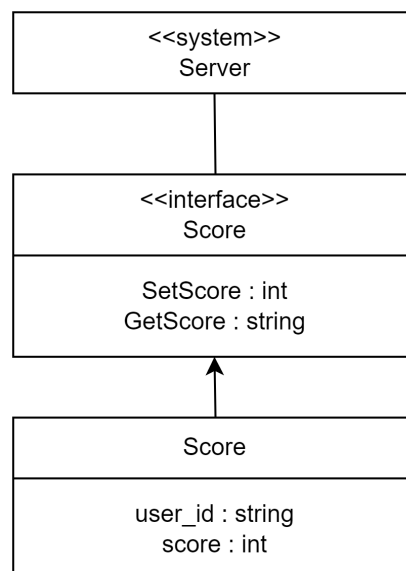 <<system>>
Server
<<interface>>
Score
SetScore : int
GetScore : string
Score
user_id : string
score : int